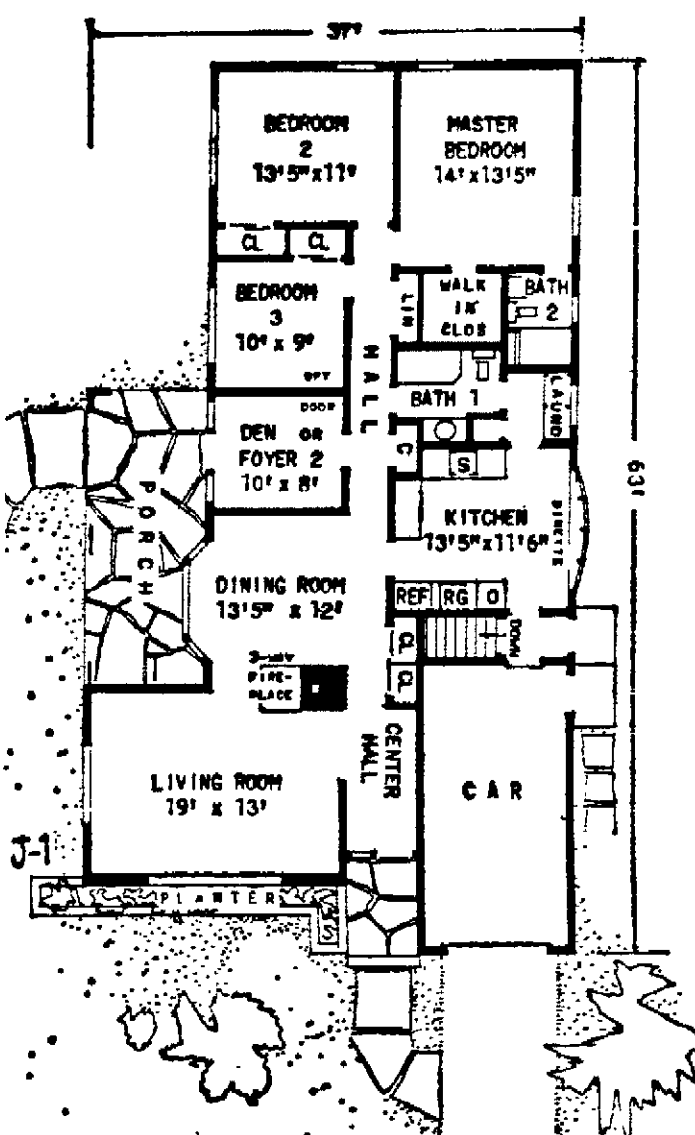 37'
BEDROOM
2
13'5" x 11'
MASTER
BEDROOM
14' x 13'5"
CL
CL
BEDROOM
3
10' x 9'
LIN
WALK
IN
CLOS
BATH
2
HALL
OPT
DOOR
BATH 1
LAUND
DEN OR
FOYER 2
10' x 8'
C
S
PORCH
KITCHEN
13'5" x 11'6"
DINETTE
63'
DINING ROOM
13'5" x 12'
REF
RG
O
DOWN
CL
CL
3-WAY
FIRE-
PLACE
CENTER
HALL
LIVING ROOM
19' x 13'
CAR
J-1
PLANTER